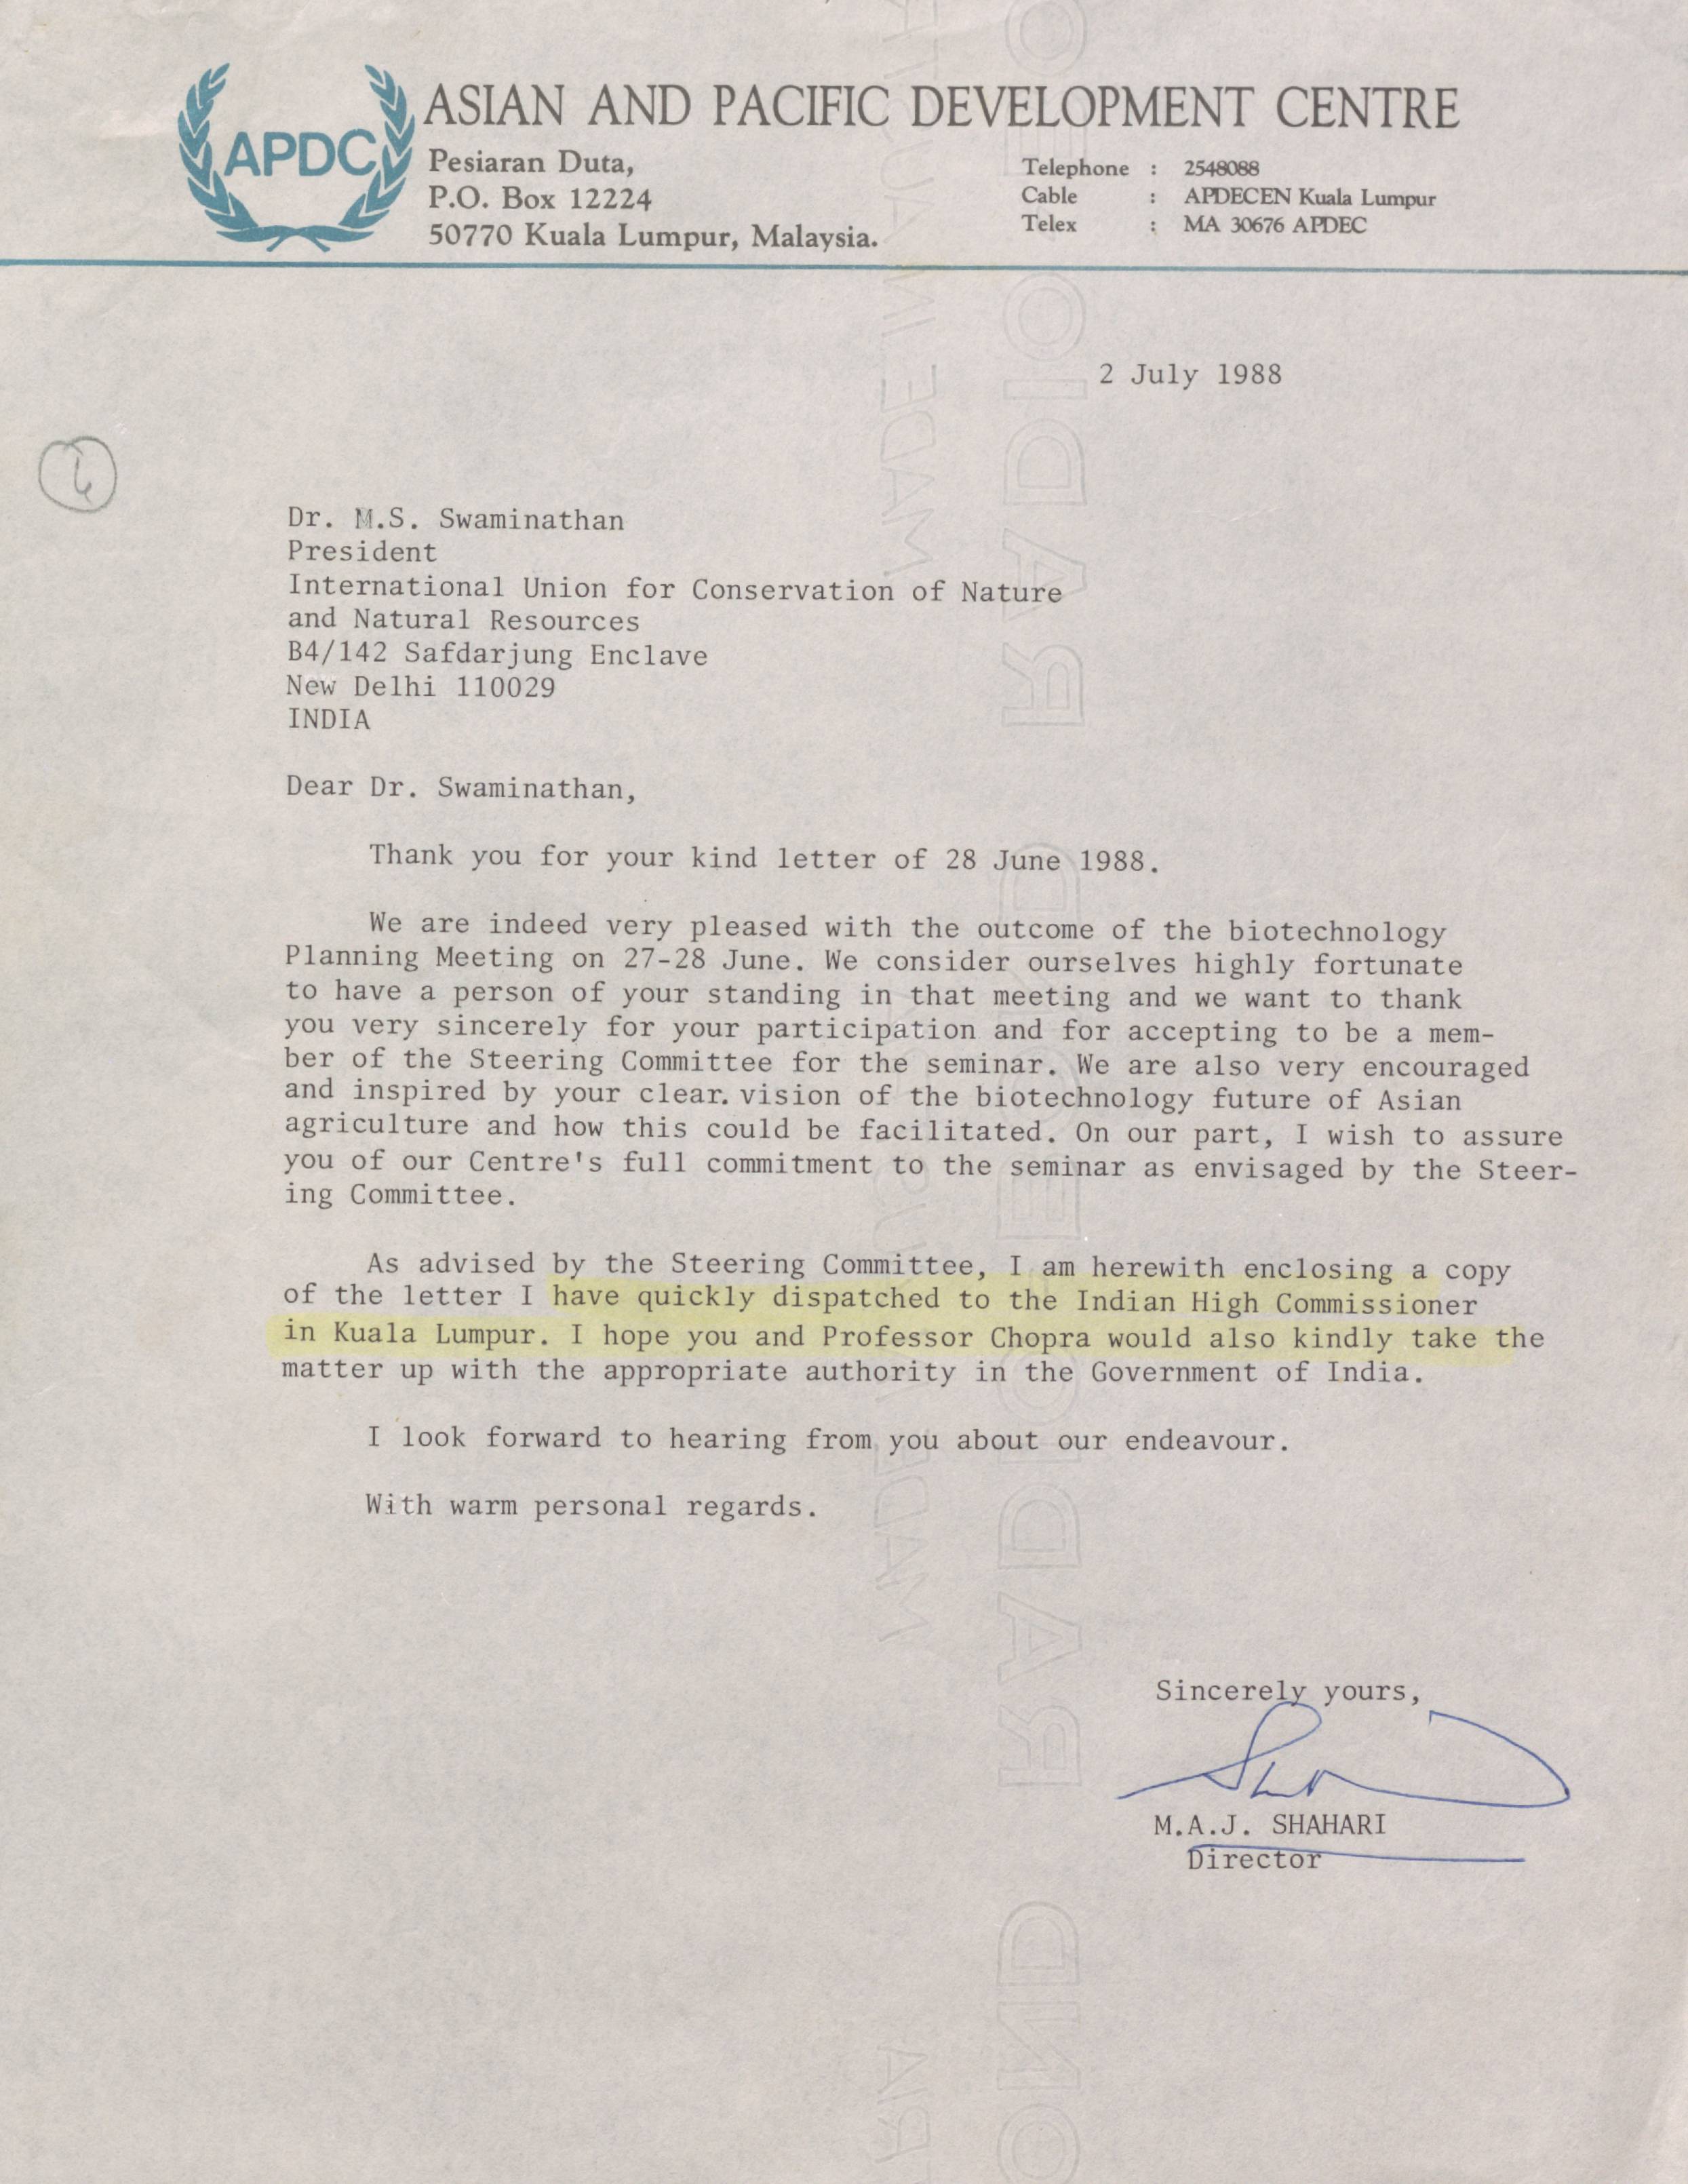 APDC
ASIAN AND PACIFIC DEVELOPMENT CENTRE
Pesiaran Duta,
P.O. Box 12224
50770 Kuala Lumpur, Malaysia.
Telephone : 2548088
Cable : APDECEN Kuala Lumpur
Telex : MA 30676 APDEC
2 July 1988
Dr. M.S. Swaminathan
President
International Union for Conservation of Nature
and Natural Resources
B4/142 Safdarjung Enclave
New Delhi 110029
INDIA
Dear Dr. Swaminathan,
Thank you for your kind letter of 28 June 1988.
We are indeed very pleased with the outcome of the biotechnology
Planning Meeting on 27-28 June. We consider ourselves highly fortunate
to have a person of your standing in that meeting and we want to thank
you very sincerely for your participation and for accepting to be a mem-
ber of the Steering Committee for the seminar. We are also very encouraged
and inspired by your clear. vision of the biotechnology future of Asian
agriculture and how this could be facilitated. On our part, I wish to assure
you of our Centre's full commitment to the seminar as envisaged by the Steer-
ing Committee.
As advised by the Steering Committee, I am herewith enclosing a copy
of the letter I have quickly dispatched to the Indian High Commissioner
in Kuala Lumpur. I hope you and Professor Chopra would also kindly take the
matter up with the appropriate authority in the Government of India.
I look forward to hearing from you about our endeavour.
With warm personal regards.
Sincerely yours,
M.A.J. SHAHARI
Director